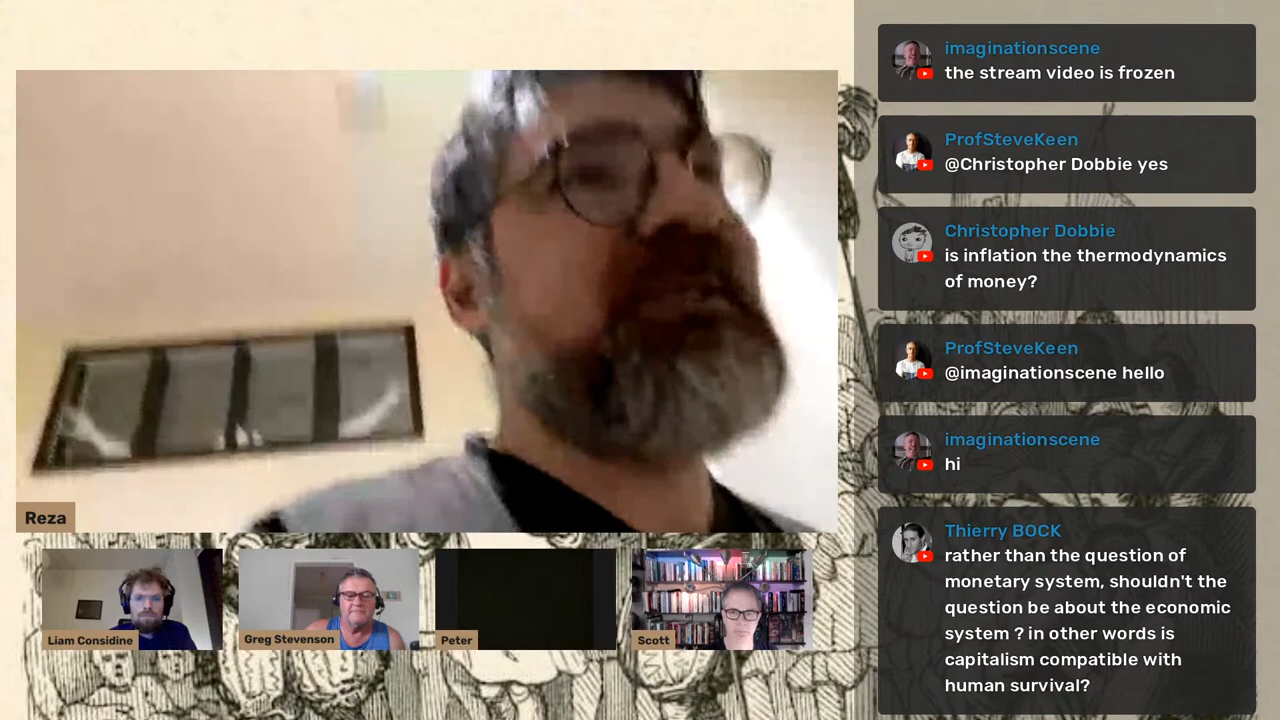 imaginationscene
the stream video is frozen
ProfSteveKeen
@Christopher Dobbie yes
Christopher Dobbie
is inflation the thermodynamics
of money?
ProfSteveKeen
@imaginationscene hello
imaginationscene
hi
Thierry BOCK
rather than the question of
monetary system, shouldn't the
question be about the economic
system ? in other words is
capitalism compatible with
human survival?
Reza
Liam Considine
Greg Stevenson
Peter
Scott